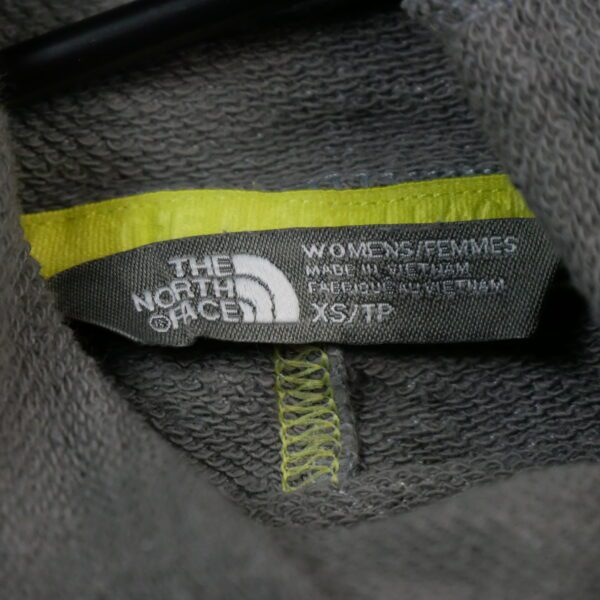 THE
NORTH
FACE
WOMENS/FEMMES
MADE IN VIETNAM
FABRIQUE AU VIETNAM
XS/TP